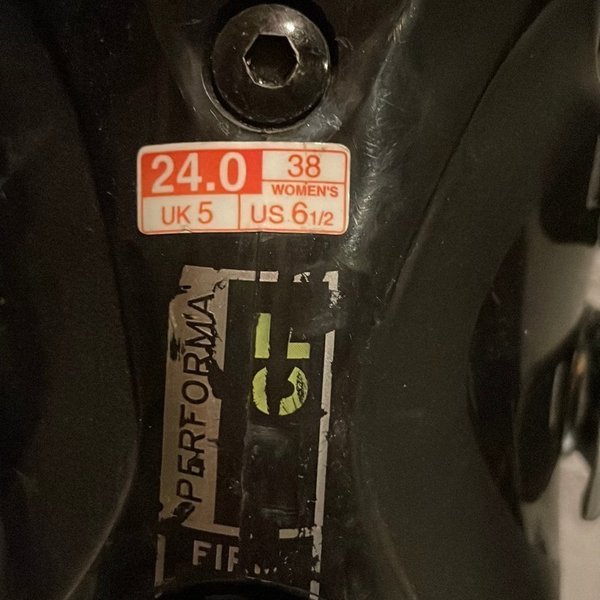 24.0
38
WOMEN'S
UK 5
US 6 1/2
PERFORMA